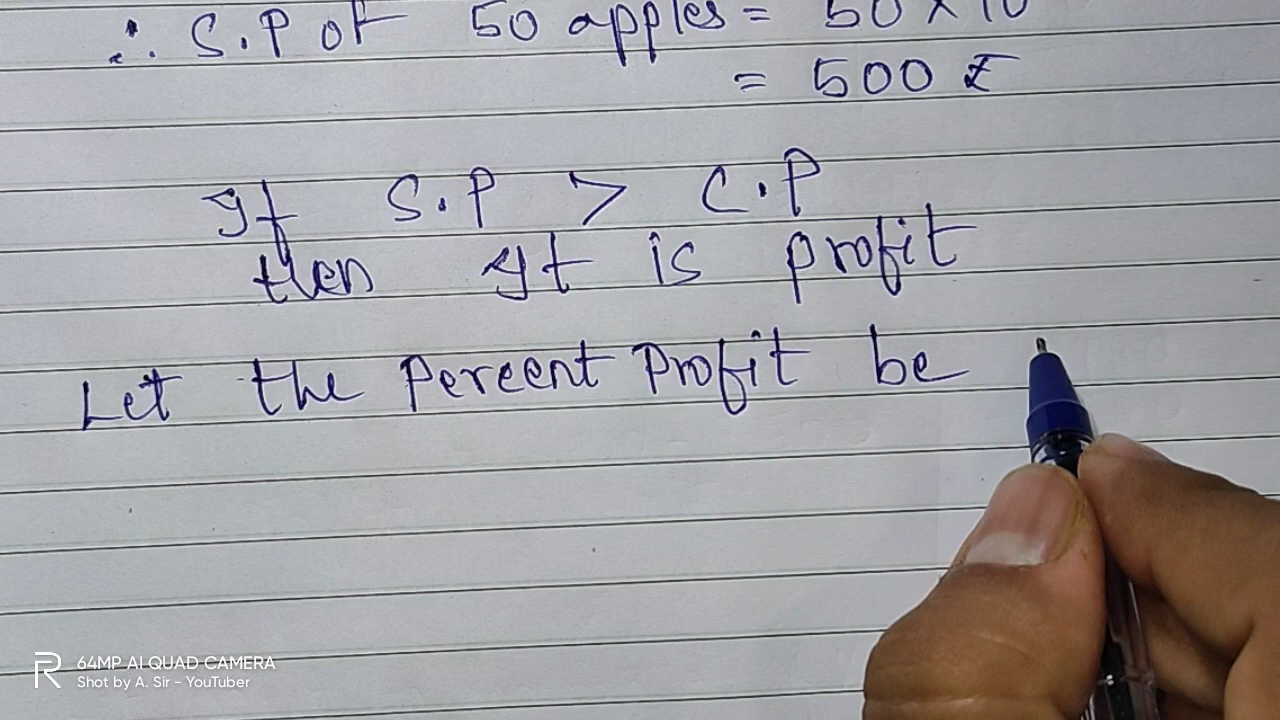 ∴ S.P of 50 apples = 50 × 10
= 500 ₹
If S.P > C.P
then It is profit
Let the Percent Profit be
64MP AI QUAD CAMERA
Shot by A. Sir - YouTuber